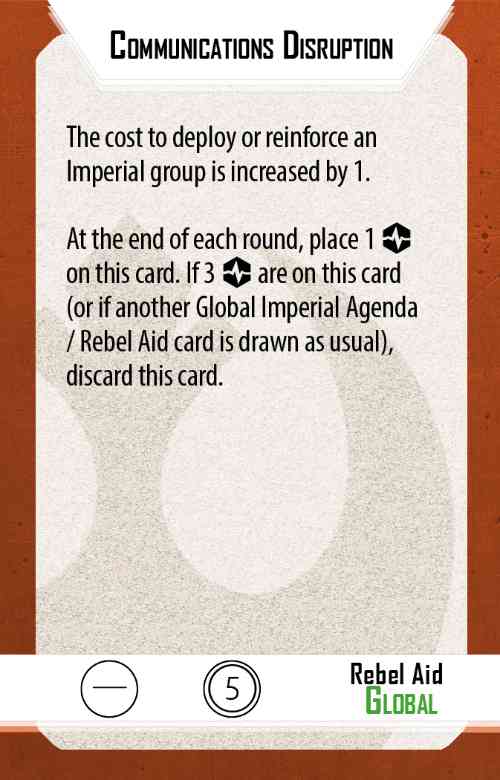 Communications Disruption
The cost to deploy or reinforce an
Imperial group is increased by 1.
At the end of each round, place 1
on this card. If 3 are on this card
(or if another Global Imperial Agenda
/ Rebel Aid card is drawn as usual),
discard this card.
— 5 Rebel Aid
Global